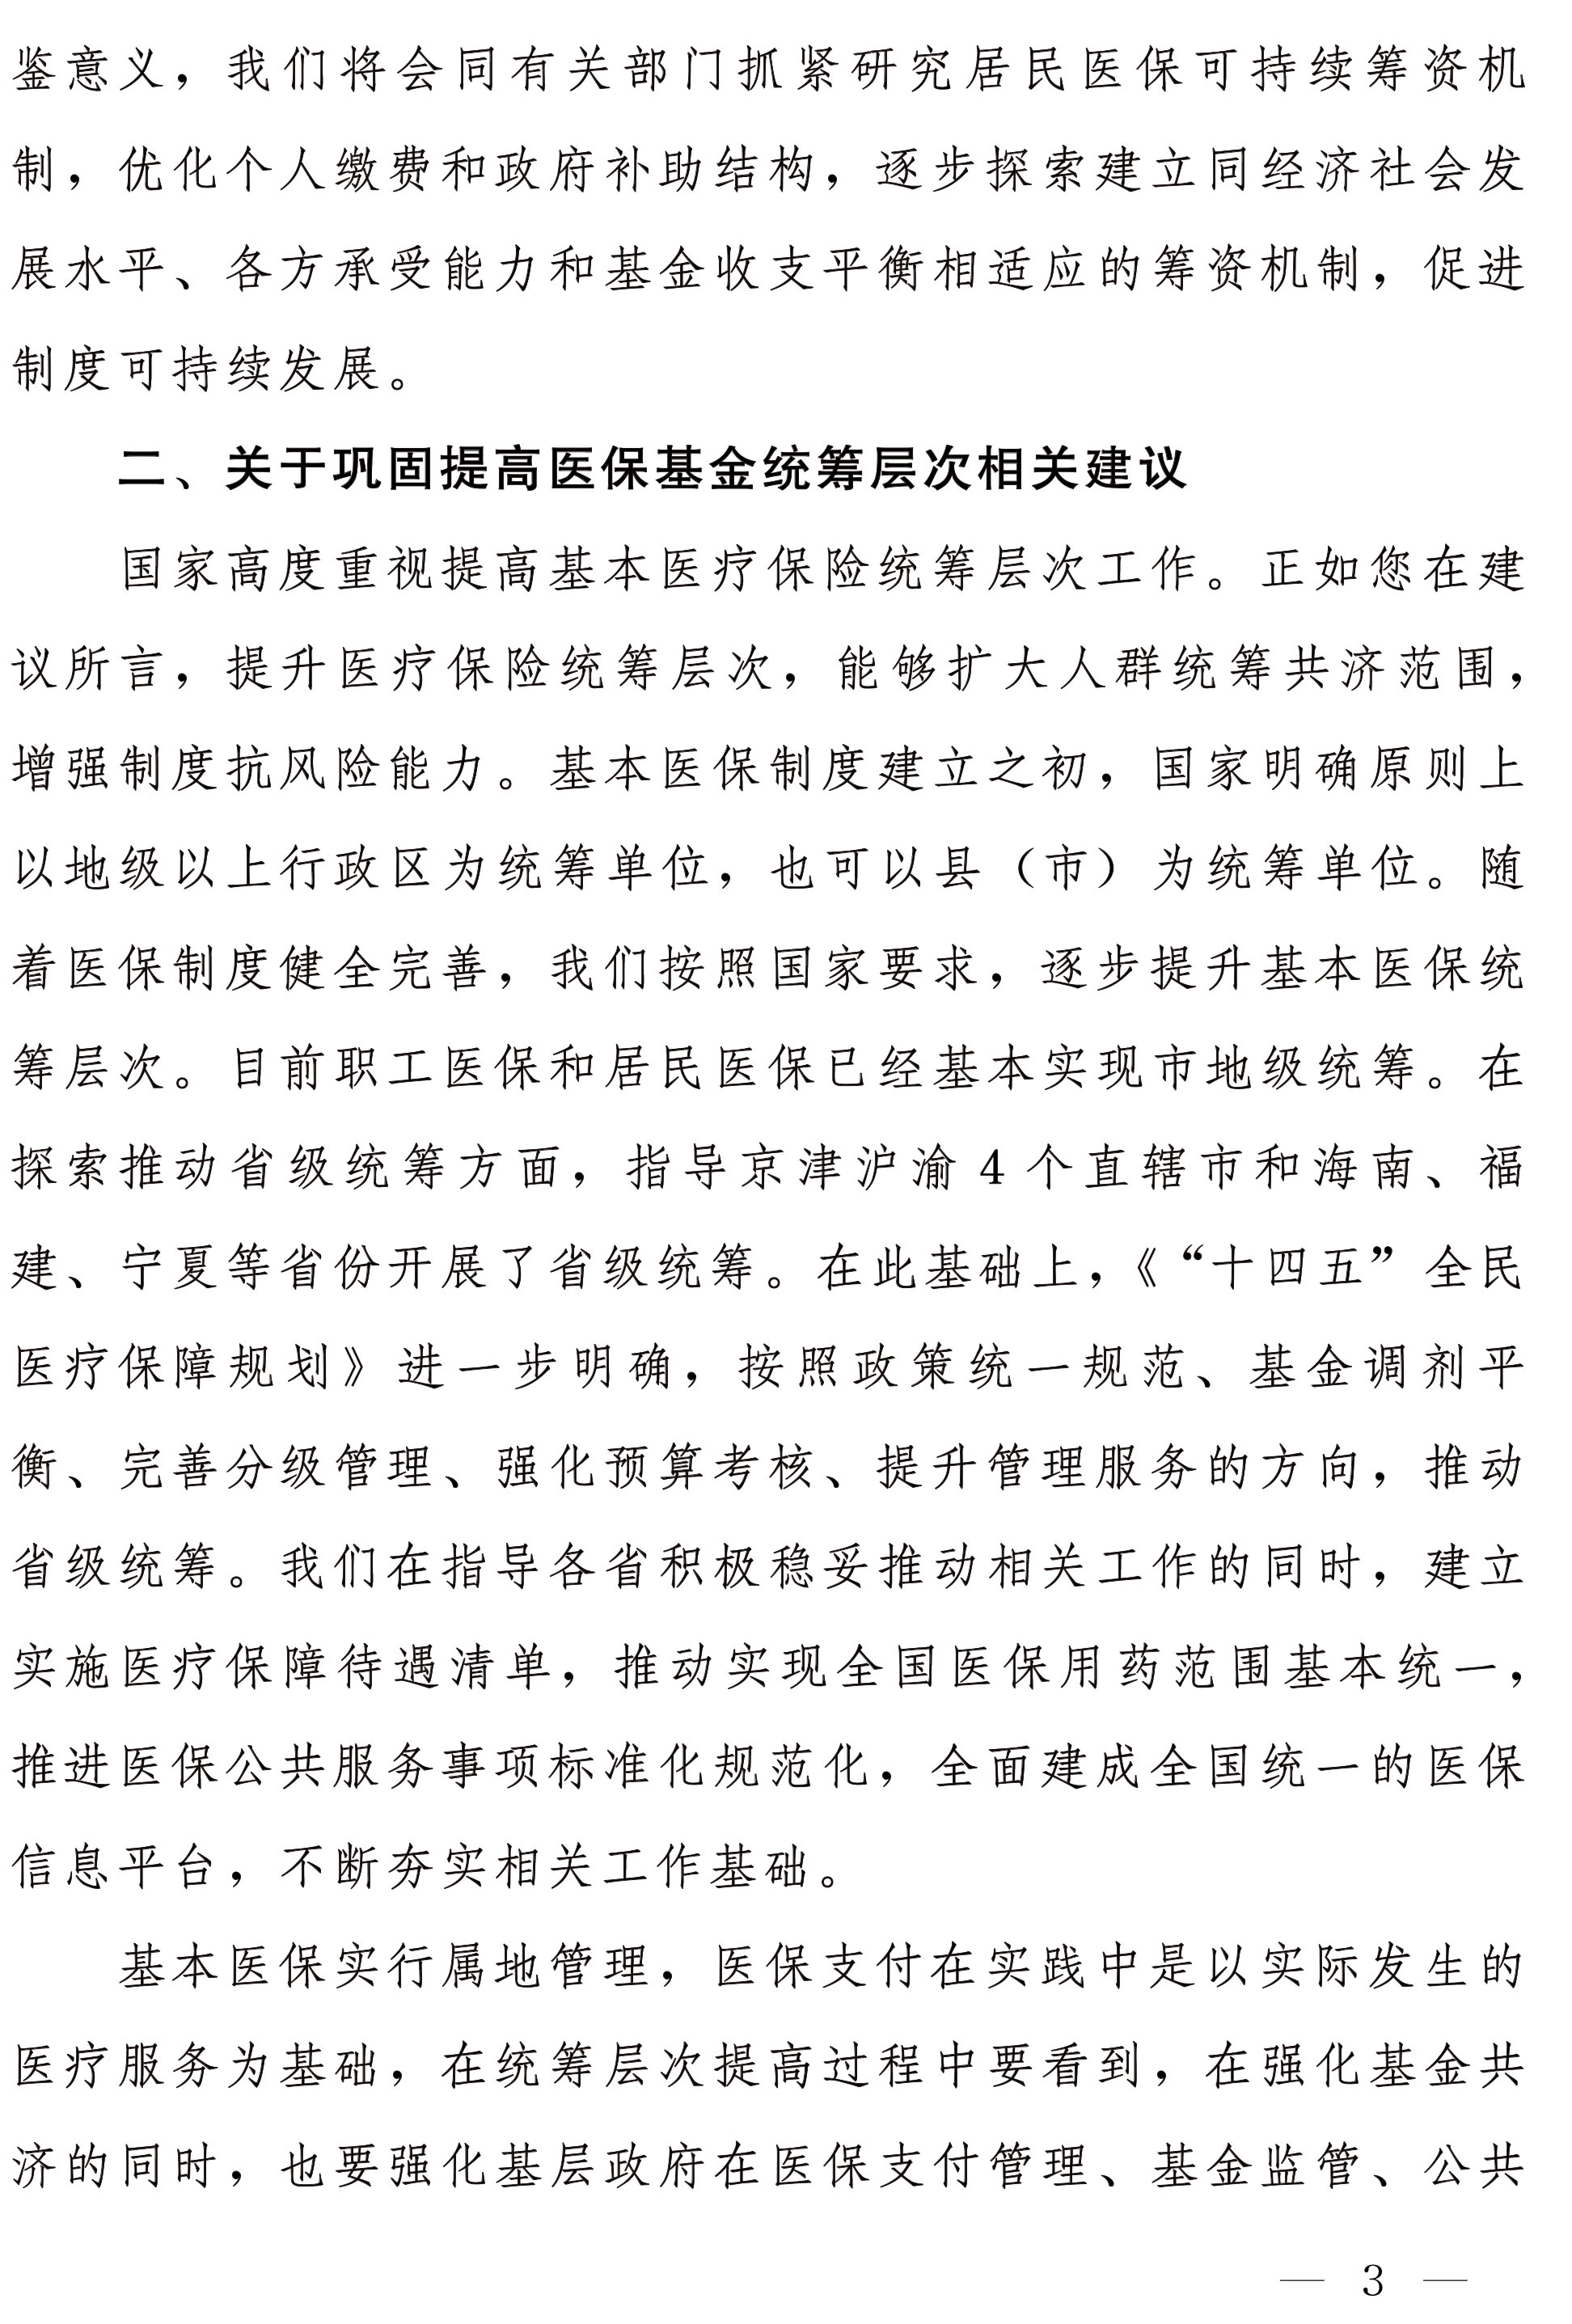 鉴意义，我们将会同有关部门抓紧研究居民医保可持续筹资机
制，优化个人缴费和政府补助结构，逐步探索建立同经济社会发
展水平、各方承受能力和基金收支平衡相适应的筹资机制，促进
制度可持续发展。
二、关于巩固提高医保基金统筹层次相关建议
国家高度重视提高基本医疗保险统筹层次工作。正如您在建
议所言，提升医疗保险统筹层次，能够扩大人群统筹共济范围，
增强制度抗风险能力。基本医保制度建立之初，国家明确原则上
以地级以上行政区为统筹单位，也可以县（市）为统筹单位。随
着医保制度健全完善，我们按照国家要求，逐步提升基本医保统
筹层次。目前职工医保和居民医保已经基本实现市地级统筹。在
探索推动省级统筹方面，指导京津沪渝4个直辖市和海南、福
建、宁夏等省份开展了省级统筹。在此基础上，《“十四五”全民
医疗保障规划》进一步明确，按照政策统一规范、基金调剂平
衡、完善分级管理、强化预算考核、提升管理服务的方向，推动
省级统筹。我们在指导各省积极稳妥推动相关工作的同时，建立
实施医疗保障待遇清单，推动实现全国医保用药范围基本统一，
推进医保公共服务事项标准化规范化，全面建成全国统一的医保
信息平台，不断夯实相关工作基础。
基本医保实行属地管理，医保支付在实践中是以实际发生的
医疗服务为基础，在统筹层次提高过程中要看到，在强化基金共
济的同时，也要强化基层政府在医保支付管理、基金监管、公共
— 3 —